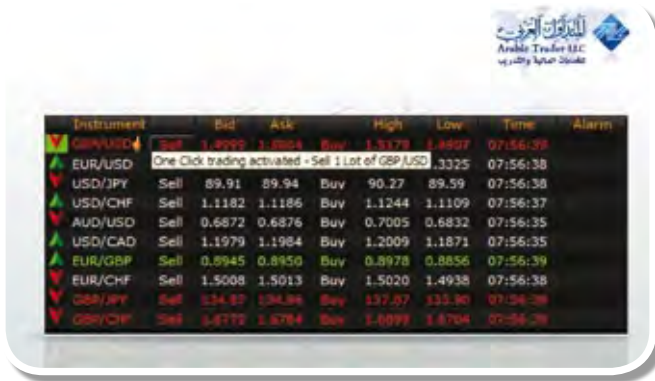 المتداول العربي
Arabic Trader LLC
Instrument Bid Ask High Low Time Alarm
GBP/USD Sell 1.4999 1.5004 Buy 1.5179 1.4907 07:56:39
One Click trading activated - Sell 1 Lot of GBP/USD
EUR/USD .3325 07:56:38
USD/JPY Sell 89.91 89.94 Buy 90.27 89.59 07:56:38
USD/CHF Sell 1.1182 1.1186 Buy 1.1244 1.1109 07:56:37
AUD/USD Sell 0.6872 0.6876 Buy 0.7005 0.6832 07:56:35
USD/CAD Sell 1.1979 1.1984 Buy 1.2009 1.1871 07:56:35
EUR/GBP Sell 0.8945 0.8950 Buy 0.8978 0.8856 07:56:39
EUR/CHF Sell 1.5008 1.5013 Buy 1.5020 1.4938 07:56:38
GBP/JPY Sell Buy
GBP/CHF Sell Buy